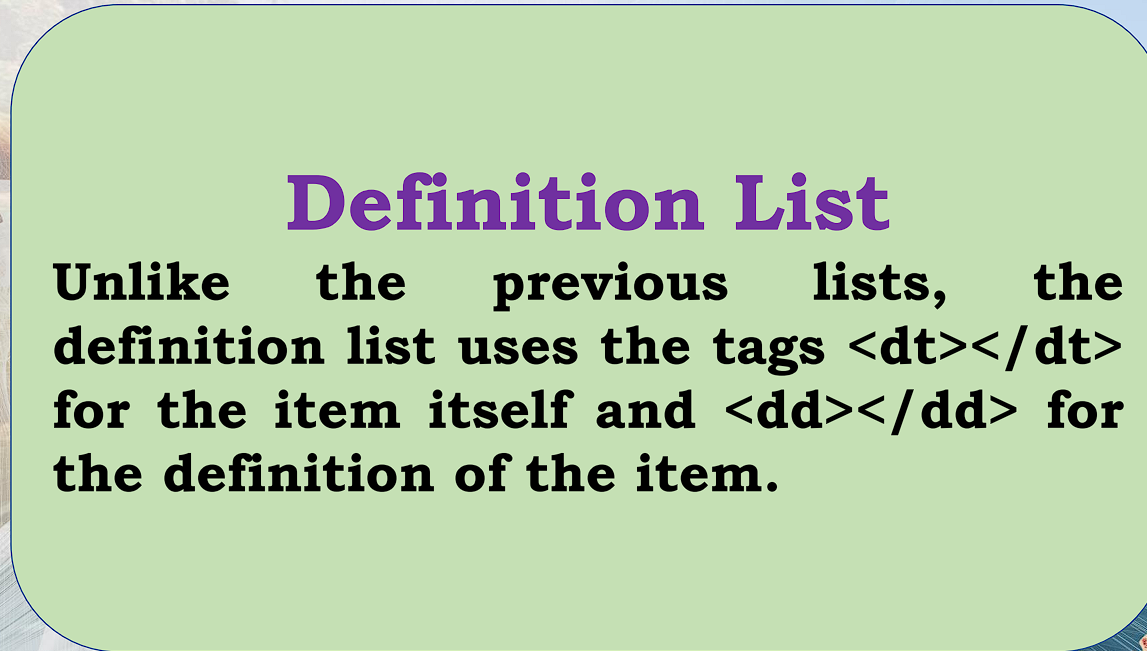 Definition List
Unlike the previous lists, the
definition list uses the tags <dt></dt>
for the item itself and <dd></dd> for
the definition of the item.